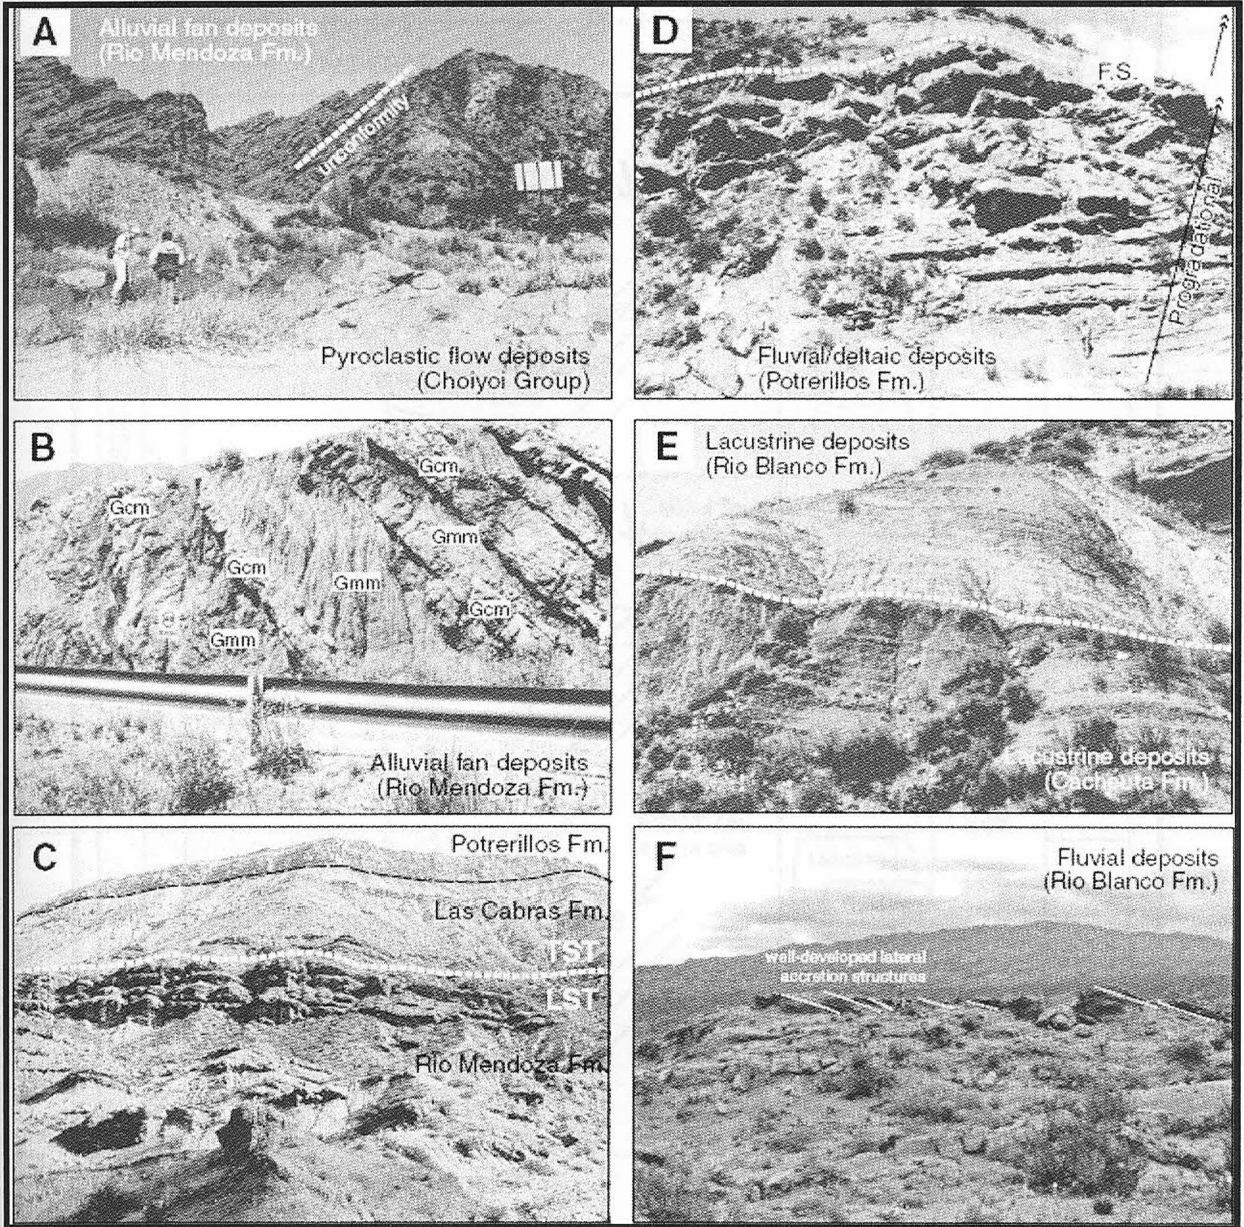 A
Alluvial fan deposits
(Rio Mendoza Fm.)
unconformity
Pyroclastic flow deposits
(Choiyoi Group)
B
Gcm
Gcm
Gmm
Gcm
Gmm
Gcm
Gmm
Alluvial fan deposits
(Rio Mendoza Fm.)
C
Potrerillos Fm.
Las Cabras Fm.
TST
LST
Rio Mendoza Fm.
D
F.S.
Progradational
Fluvial/deltaic deposits
(Potrerillos Fm.)
E
Lacustrine deposits
(Rio Blanco Fm.)
Lacustrine deposits
(Cacheuta Fm.)
F
Fluvial deposits
(Rio Blanco Fm.)
well-developed lateral
accretion structures